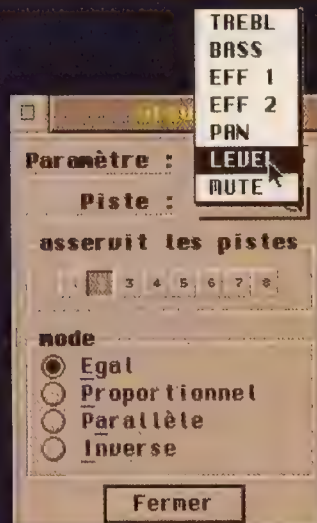 TREBL
BASS
EFF 1
EFF 2
PAN
LEVEL
MUTE
Paramètre :
Piste :
asservit les pistes
3 4 5 6 7 8
mode
Egal
Proportionnel
Parallèle
Inverse
Fermer